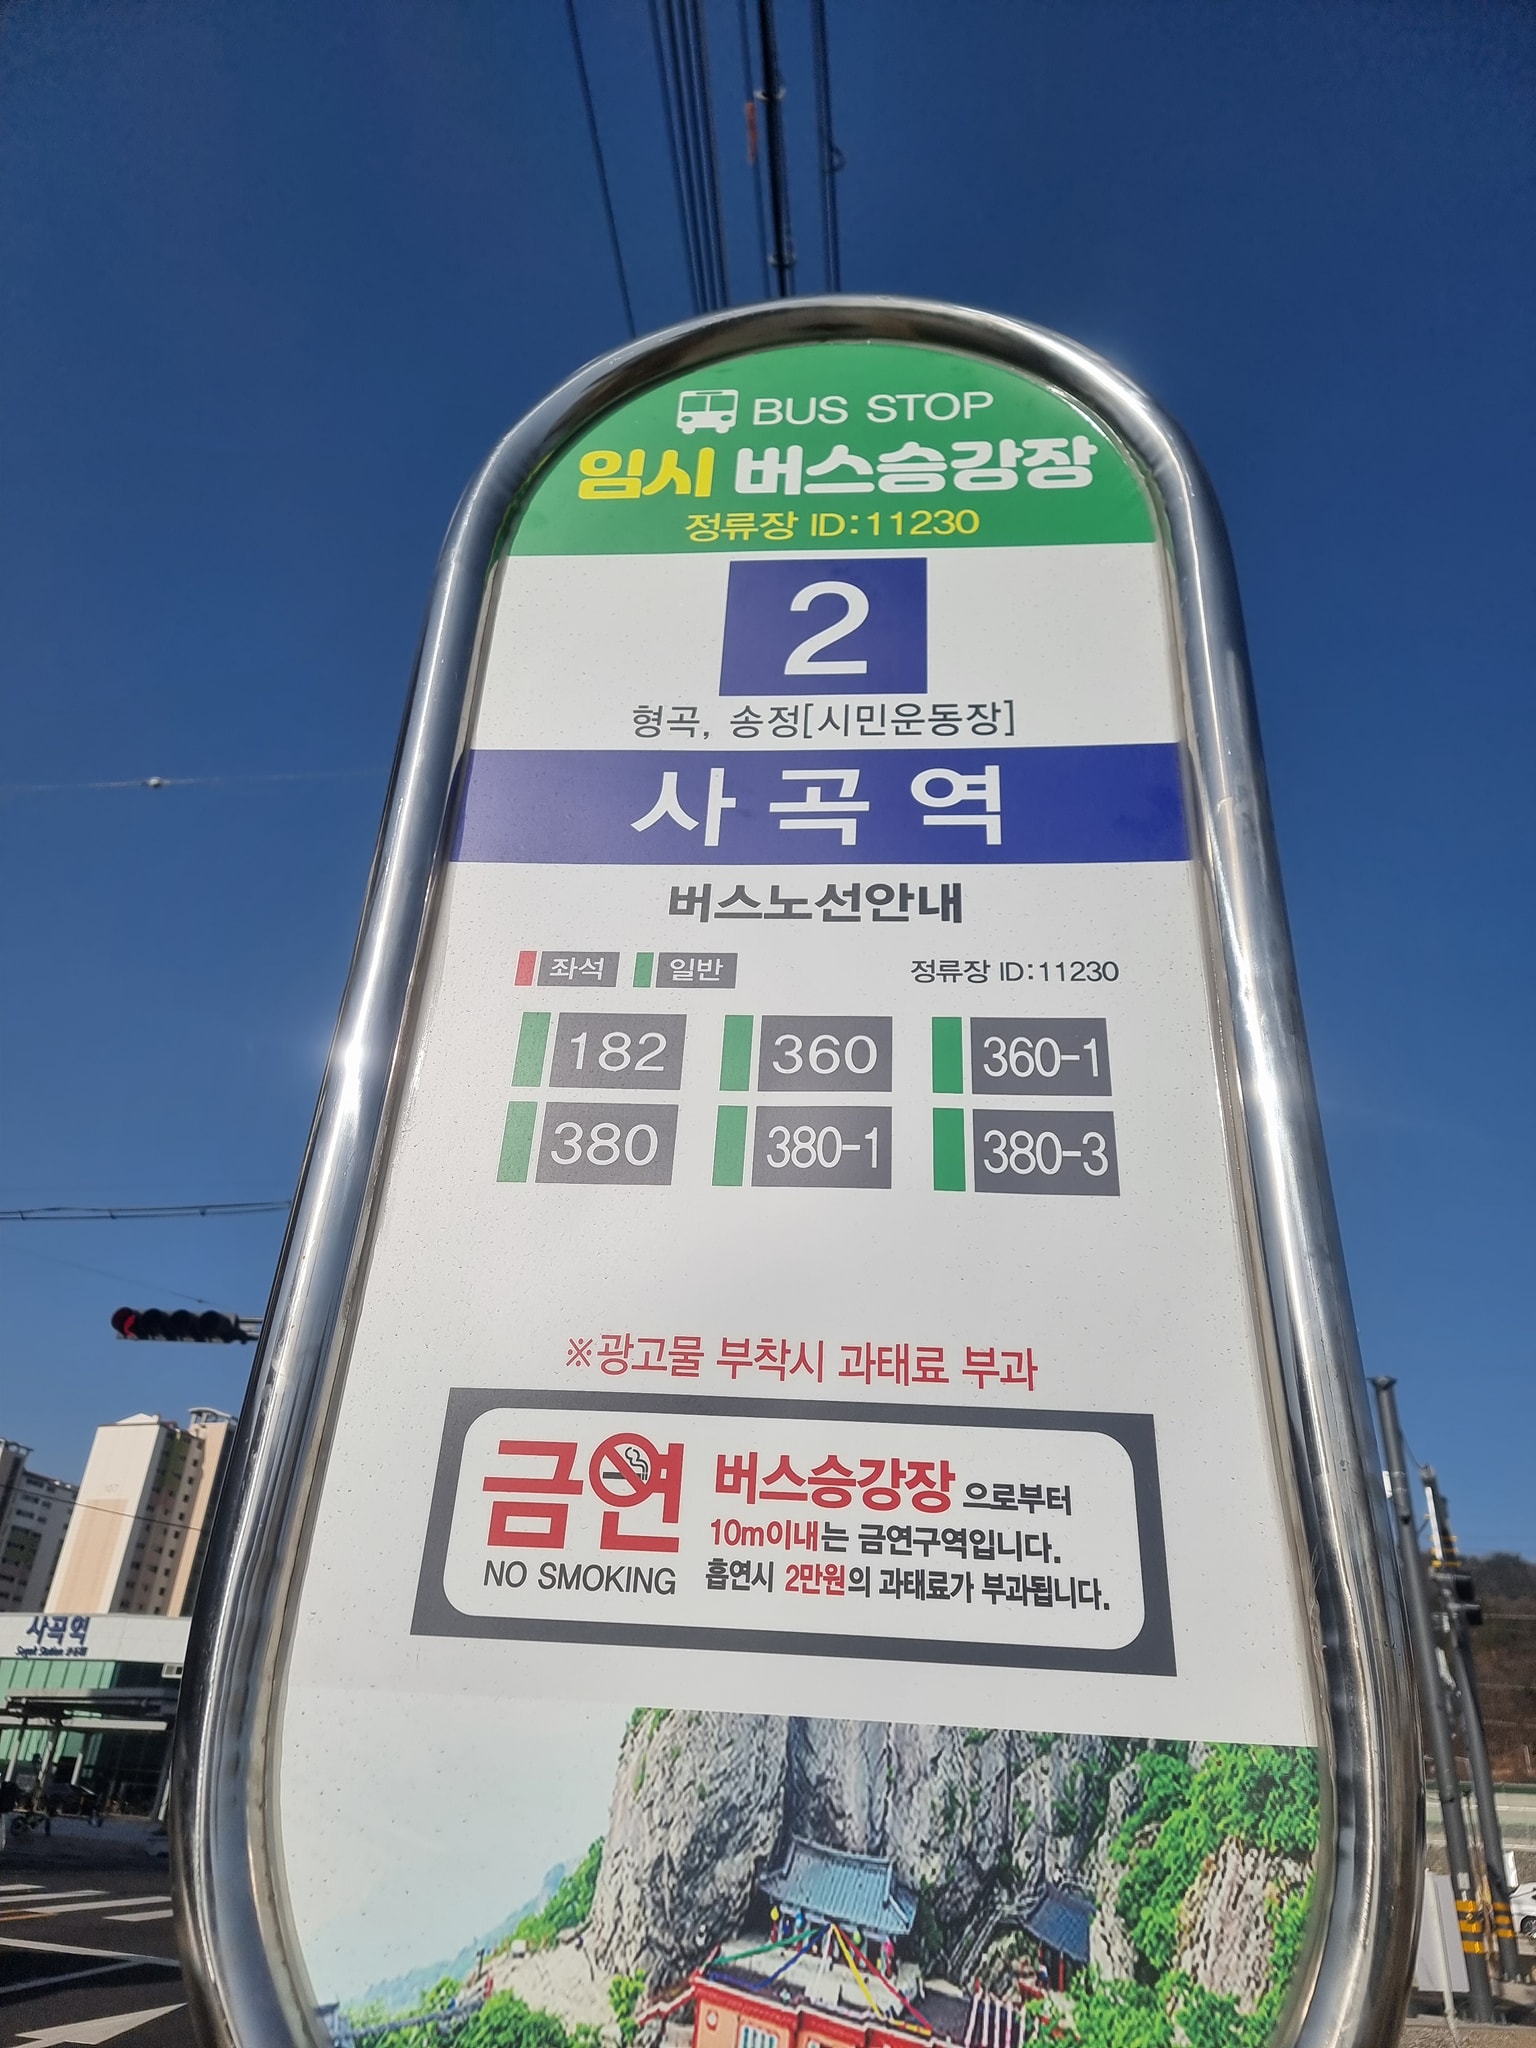 BUS STOP
임시 버스승강장
정류장 ID:11230
2
형곡, 송정[시민운동장]
사곡역
버스노선안내
좌석 일반 정류장 ID:11230
182 360 360-1
380 380-1 380-3
※광고물 부착시 과태료 부과
금연 버스승강장으로부터
10m이내는 금연구역입니다.
NO SMOKING 흡연시 2만원의 과태료가 부과됩니다.
사곡역
Sagok Station